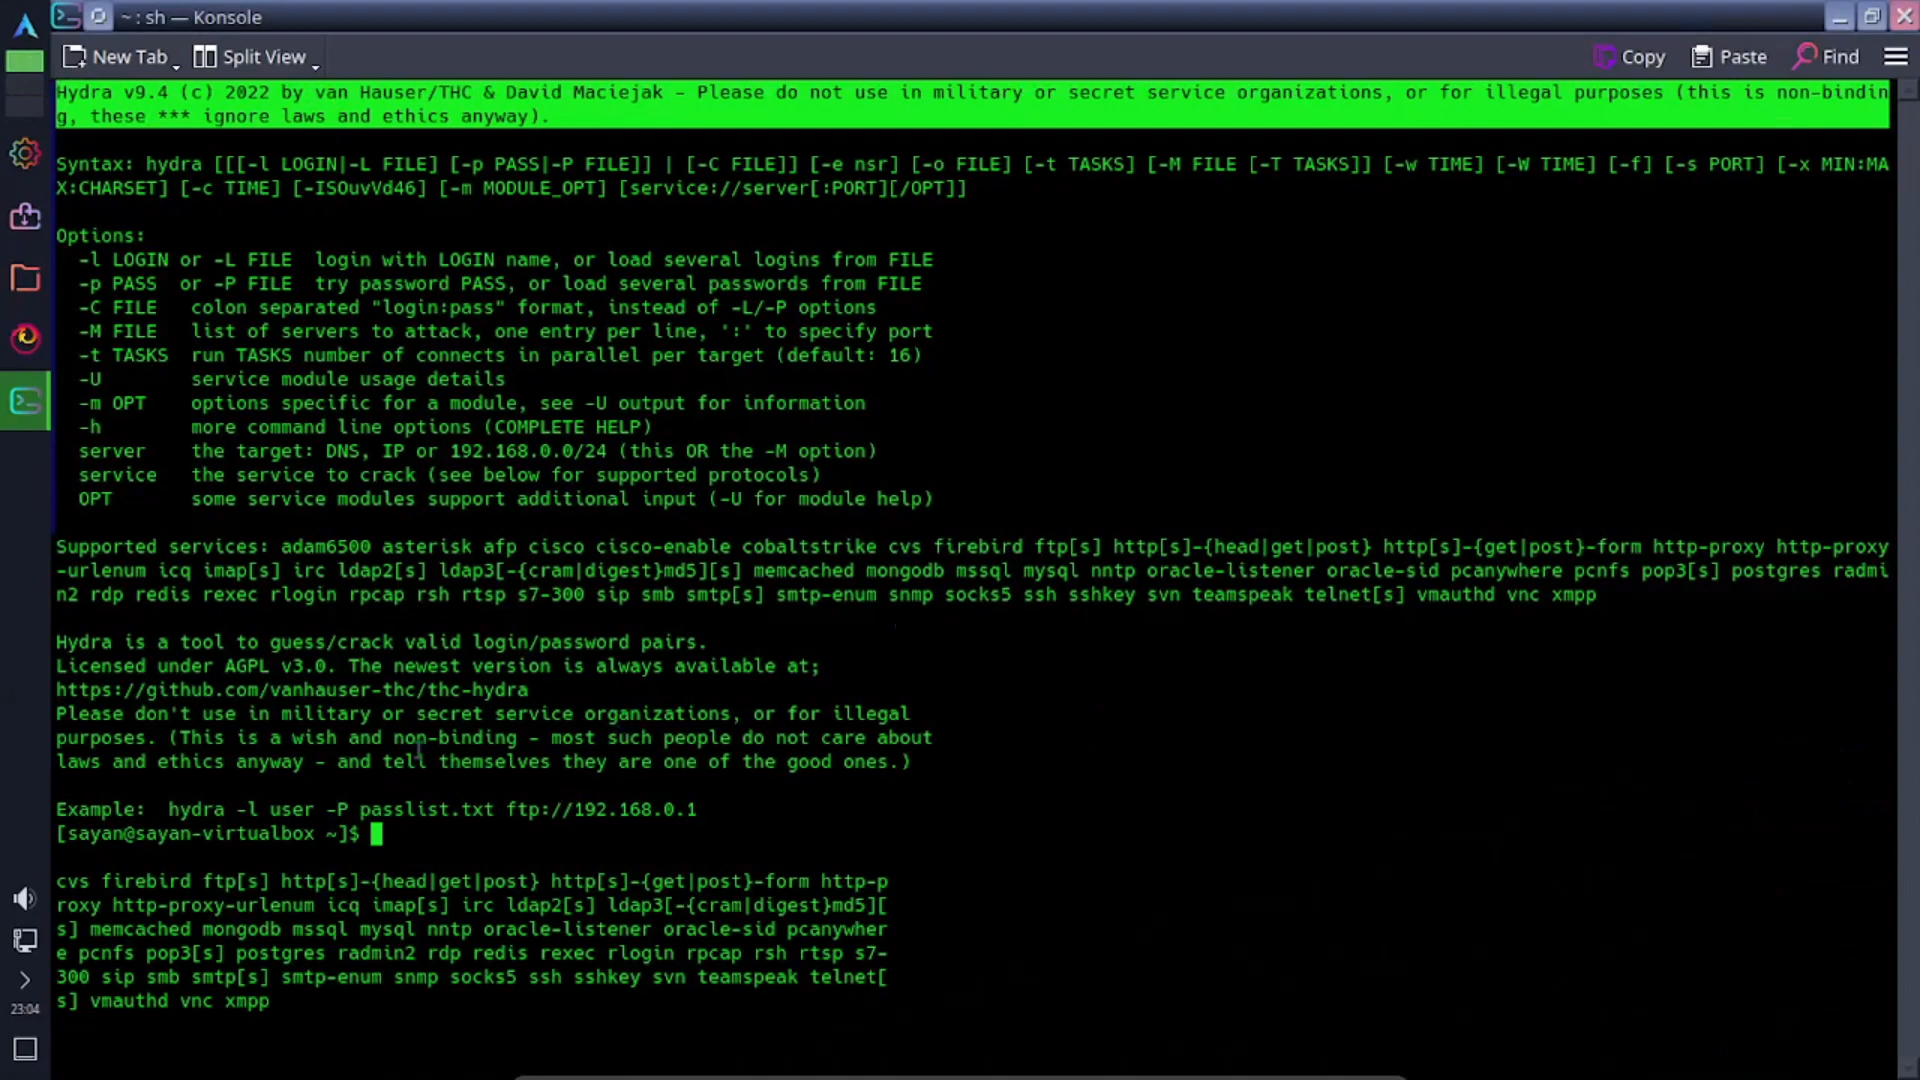 ~ : sh — Konsole
New Tab Split View Copy Paste Find
Hydra v9.4 (c) 2022 by van Hauser/THC & David Maciejak - Please do not use in military or secret service organizations, or for illegal purposes (this is non-bindin
g, these *** ignore laws and ethics anyway).
Syntax: hydra [[[-l LOGIN|-L FILE] [-p PASS|-P FILE]] | [-C FILE]] [-e nsr] [-o FILE] [-t TASKS] [-M FILE [-T TASKS]] [-w TIME] [-W TIME] [-f] [-s PORT] [-x MIN:MA
X:CHARSET] [-c TIME] [-ISOuvVd46] [-m MODULE_OPT] [service://server[:PORT][/OPT]]
Options:
-l LOGIN or -L FILE  login with LOGIN name, or load several logins from FILE
-p PASS  or -P FILE  try password PASS, or load several passwords from FILE
-C FILE   colon separated "login:pass" format, instead of -L/-P options
-M FILE   list of servers to attack, one entry per line, ':' to specify port
-t TASKS  run TASKS number of connects in parallel per target (default: 16)
-U        service module usage details
-m OPT    options specific for a module, see -U output for information
-h        more command line options (COMPLETE HELP)
server    the target: DNS, IP or 192.168.0.0/24 (this OR the -M option)
service   the service to crack (see below for supported protocols)
OPT       some service modules support additional input (-U for module help)
Supported services: adam6500 asterisk afp cisco cisco-enable cobaltstrike cvs firebird ftp[s] http[s]-{head|get|post} http[s]-{get|post}-form http-proxy http-proxy
-urlenum icq imap[s] irc ldap2[s] ldap3[-{cram|digest}md5][s] memcached mongodb mssql mysql nntp oracle-listener oracle-sid pcanywhere pcnfs pop3[s] postgres radmi
n2 rdp redis rexec rlogin rpcap rsh rtsp s7-300 sip smb smtp[s] smtp-enum snmp socks5 ssh sshkey svn teamspeak telnet[s] vmauthd vnc xmpp
Hydra is a tool to guess/crack valid login/password pairs.
Licensed under AGPL v3.0. The newest version is always available at;
https://github.com/vanhauser-thc/thc-hydra
Please don't use in military or secret service organizations, or for illegal
purposes. (This is a wish and non-binding - most such people do not care about
laws and ethics anyway - and tell themselves they are one of the good ones.)
Example:  hydra -l user -P passlist.txt ftp://192.168.0.1
[sayan@sayan-virtualbox ~]$
cvs firebird ftp[s] http[s]-{head|get|post} http[s]-{get|post}-form http-p
roxy http-proxy-urlenum icq imap[s] irc ldap2[s] ldap3[-{cram|digest}md5][
s] memcached mongodb mssql mysql nntp oracle-listener oracle-sid pcanywher
e pcnfs pop3[s] postgres radmin2 rdp redis rexec rlogin rpcap rsh rtsp s7-
300 sip smb smtp[s] smtp-enum snmp socks5 ssh sshkey svn teamspeak telnet[
s] vmauthd vnc xmpp
23:04